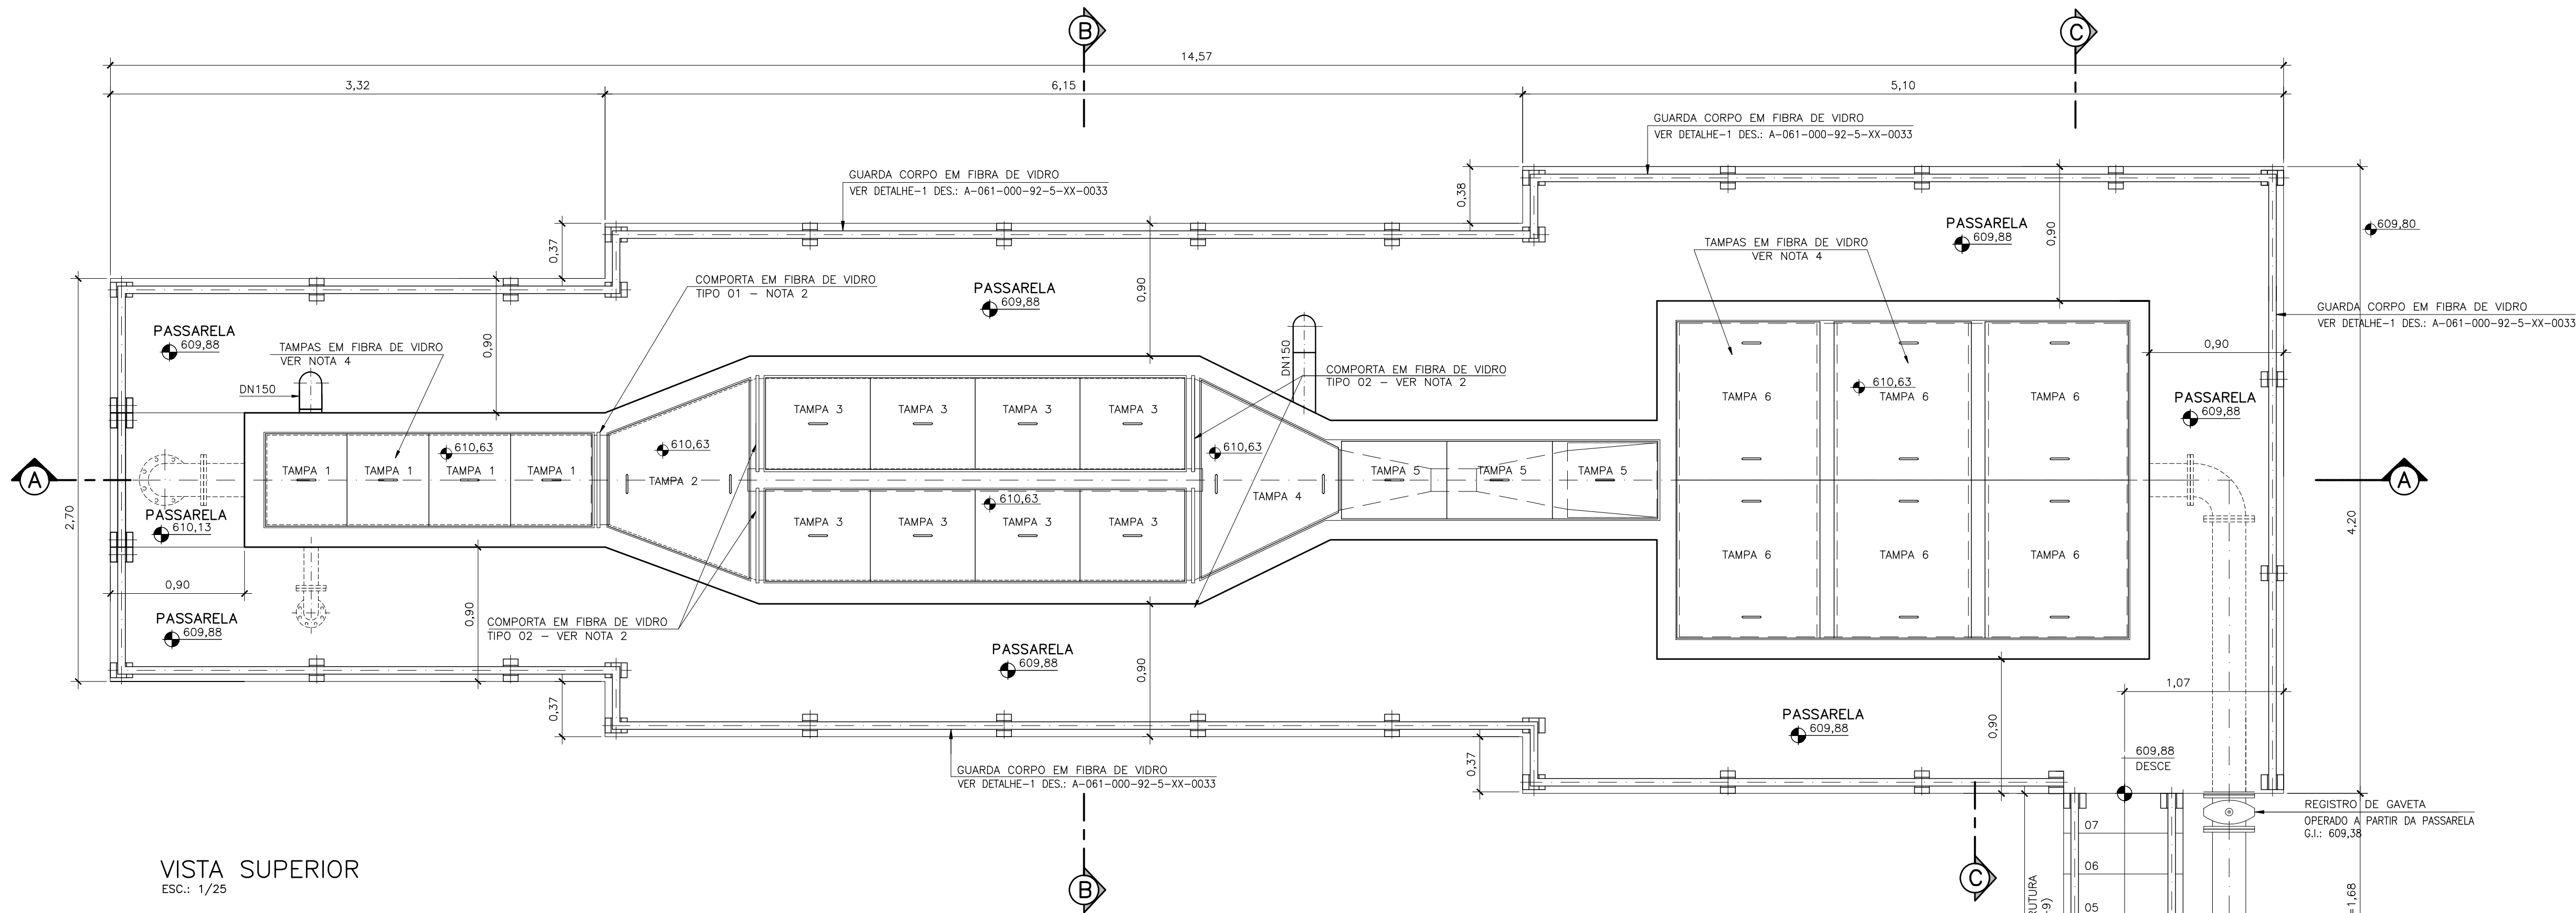 B
C
14,57
3,32
6,15
5,10
GUARDA CORPO EM FIBRA DE VIDRO
VER DETALHE-1 DES.: A-061-000-92-5-XX-0033
GUARDA CORPO EM FIBRA DE VIDRO
VER DETALHE-1 DES.: A-061-000-92-5-XX-0033
0,38
0,37
0,90
PASSARELA
609,88
609,80
TAMPAS EM FIBRA DE VIDRO
VER NOTA 4
COMPORTA EM FIBRA DE VIDRO
TIPO 01 – NOTA 2
PASSARELA
609,88
0,90
GUARDA CORPO EM FIBRA DE VIDRO
VER DETALHE-1 DES.: A-061-000-92-5-XX-0033
PASSARELA
609,88
TAMPAS EM FIBRA DE VIDRO
VER NOTA 4
0,90
DN150
0,90
DN150
COMPORTA EM FIBRA DE VIDRO
TIPO 02 – VER NOTA 2
610,63
PASSARELA
609,88
TAMPA 3
TAMPA 3
TAMPA 3
TAMPA 3
TAMPA 6
TAMPA 6
TAMPA 6
610,63
610,63
610,63
A
TAMPA 1
TAMPA 1
TAMPA 1
TAMPA 1
TAMPA 2
TAMPA 4
TAMPA 5
TAMPA 5
TAMPA 5
A
610,63
2,70
PASSARELA
610,13
TAMPA 3
TAMPA 3
TAMPA 3
TAMPA 3
4,20
TAMPA 6
TAMPA 6
TAMPA 6
0,90
0,90
PASSARELA
609,88
COMPORTA EM FIBRA DE VIDRO
TIPO 02 – VER NOTA 2
PASSARELA
609,88
0,90
0,37
1,07
PASSARELA
609,88
0,90
0,37
609,88
DESCE
GUARDA CORPO EM FIBRA DE VIDRO
VER DETALHE-1 DES.: A-061-000-92-5-XX-0033
REGISTRO DE GAVETA
OPERADO A PARTIR DA PASSARELA
G.I.: 609,38
07
06
05
VISTA SUPERIOR
ESC.: 1/25
B
C
RUTURA
-9)
=1,68